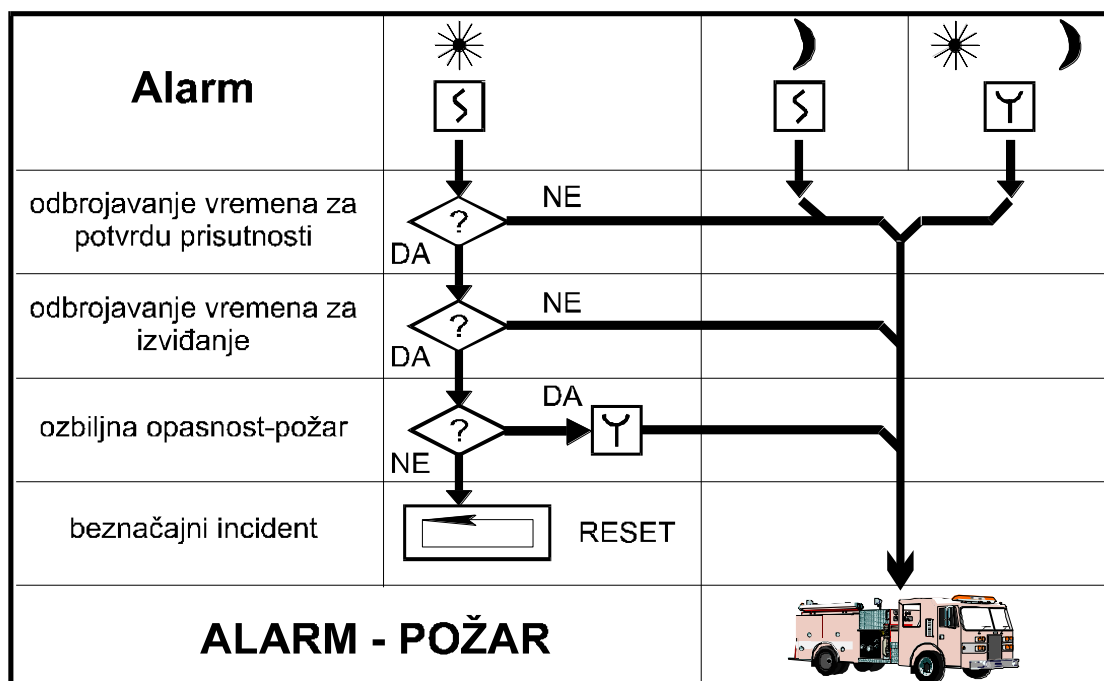 Alarm
odbrojavanje vremena za
potvrdu prisutnosti
?
NE
DA
odbrojavanje vremena za
izviđanje
?
NE
DA
ozbiljna opasnost-požar
?
DA
NE
beznačajni incident
RESET
ALARM - POŽAR